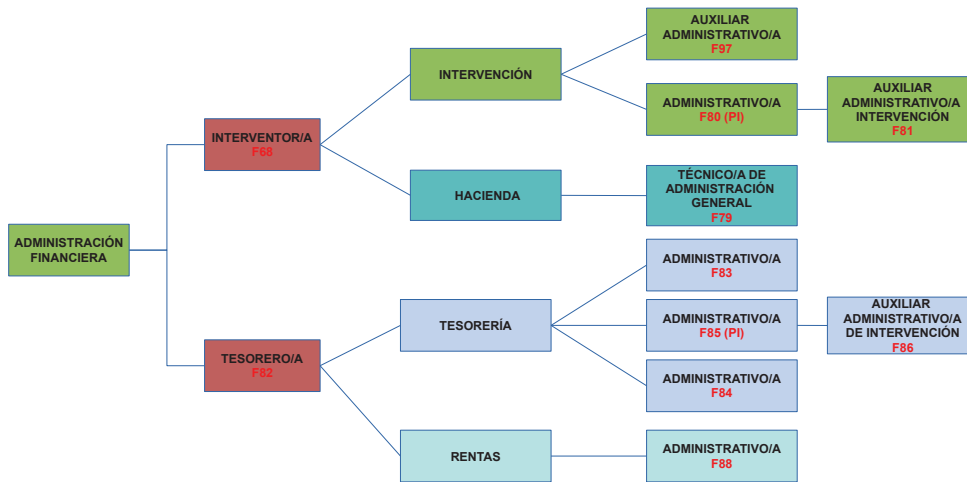 ADMINISTRACIÓN
FINANCIERA
INTERVENTOR/A
F68
TESORERO/A
F82
INTERVENCIÓN
HACIENDA
TESORERÍA
RENTAS
AUXILIAR
ADMINISTRATIVO/A
F97
ADMINISTRATIVO/A
F80 (PI)
TÉCNICO/A DE
ADMINISTRACIÓN
GENERAL
F79
ADMINISTRATIVO/A
F83
ADMINISTRATIVO/A
F85 (PI)
ADMINISTRATIVO/A
F84
ADMINISTRATIVO/A
F88
AUXILIAR
ADMINISTRATIVO/A
INTERVENCIÓN
F81
AUXILIAR
ADMINISTRATIVO/A
DE INTERVENCIÓN
F86